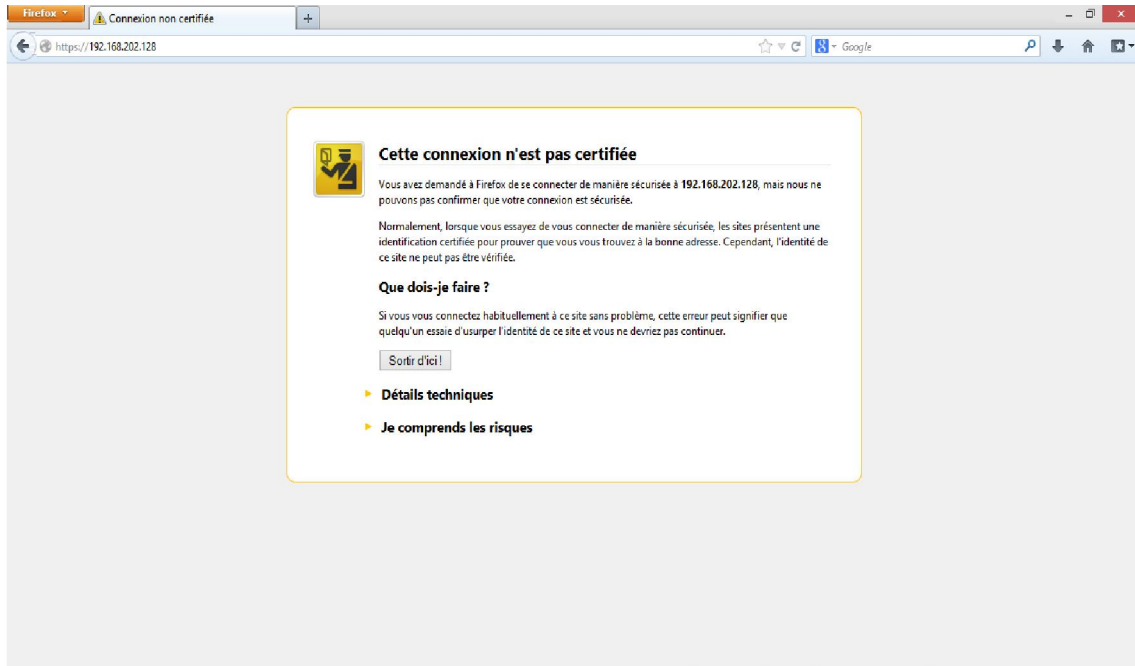 Firefox
Connexion non certifiée
https://192.168.202.128
Google
Cette connexion n'est pas certifiée
Vous avez demandé à Firefox de se connecter de manière sécurisée à 192.168.202.128, mais nous ne
pouvons pas confirmer que votre connexion est sécurisée.
Normalement, lorsque vous essayez de vous connecter de manière sécurisée, les sites présentent une
identification certifiée pour prouver que vous vous trouvez à la bonne adresse. Cependant, l'identité de
ce site ne peut pas être vérifiée.
Que dois-je faire ?
Si vous vous connectez habituellement à ce site sans problème, cette erreur peut signifier que
quelqu'un essaie d'usurper l'identité de ce site et vous ne devriez pas continuer.
Sortir d'ici !
Détails techniques
Je comprends les risques